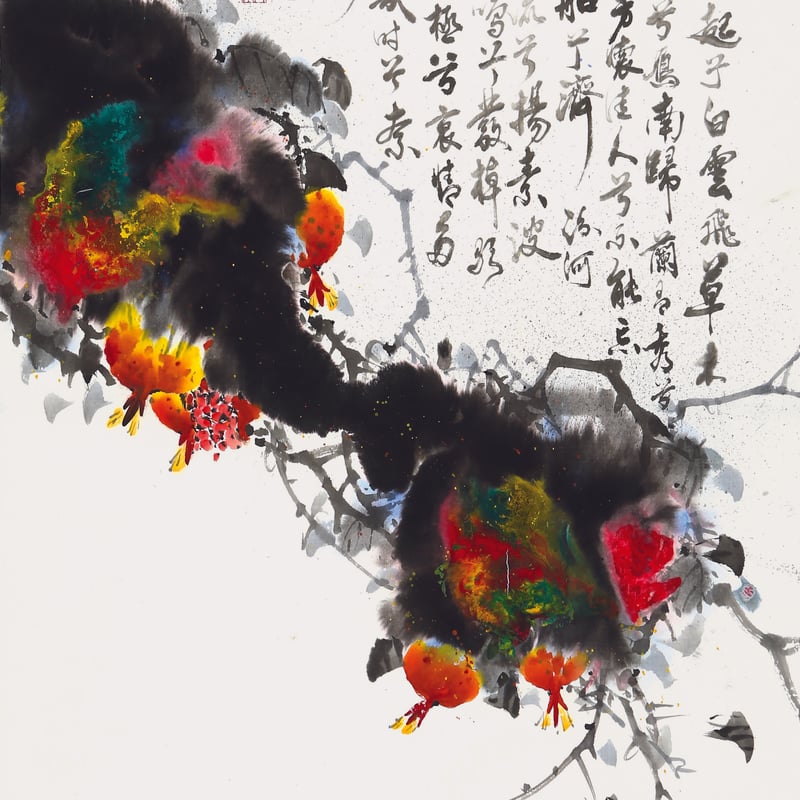 起兮白雲飛草木
兮鴈南歸蘭有秀兮
芳懷佳人兮不能忘
船兮濟汾河
流兮揚素波
鳴兮發棹歌
極兮哀情多
時兮奈